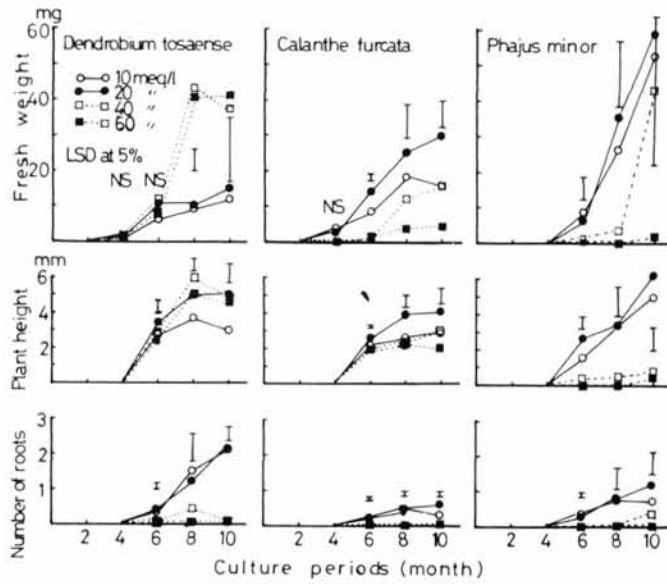 mg
60
40
20
Fresh weight
Dendrobium tosaense
10 meq/l
20 〃
40 〃
60 〃
LSD at 5%
NS NS
Calanthe furcata
NS
Phajus minor
mm
6
4
2
Plant height
3
2
1
Number of roots
2 4 6 8 10
2 4 6 8 10
2 4 6 8 10
Culture periods (month)